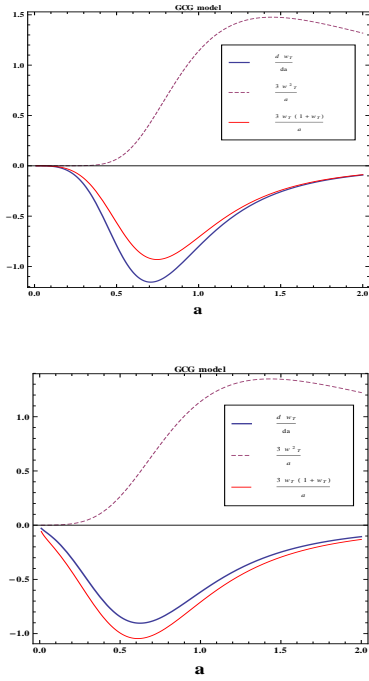 GCG model
1.5
1.0
0.5
0.0
-0.5
-1.0
d w_T
da
3 w^2_T
a
3 w_T ( 1 + w_T )
a
0.0 0.5 1.0 1.5 2.0
a
GCG model
1.0
0.5
0.0
-0.5
-1.0
d w_T
da
3 w^2_T
a
3 w_T ( 1 + w_T )
a
0.0 0.5 1.0 1.5 2.0
a